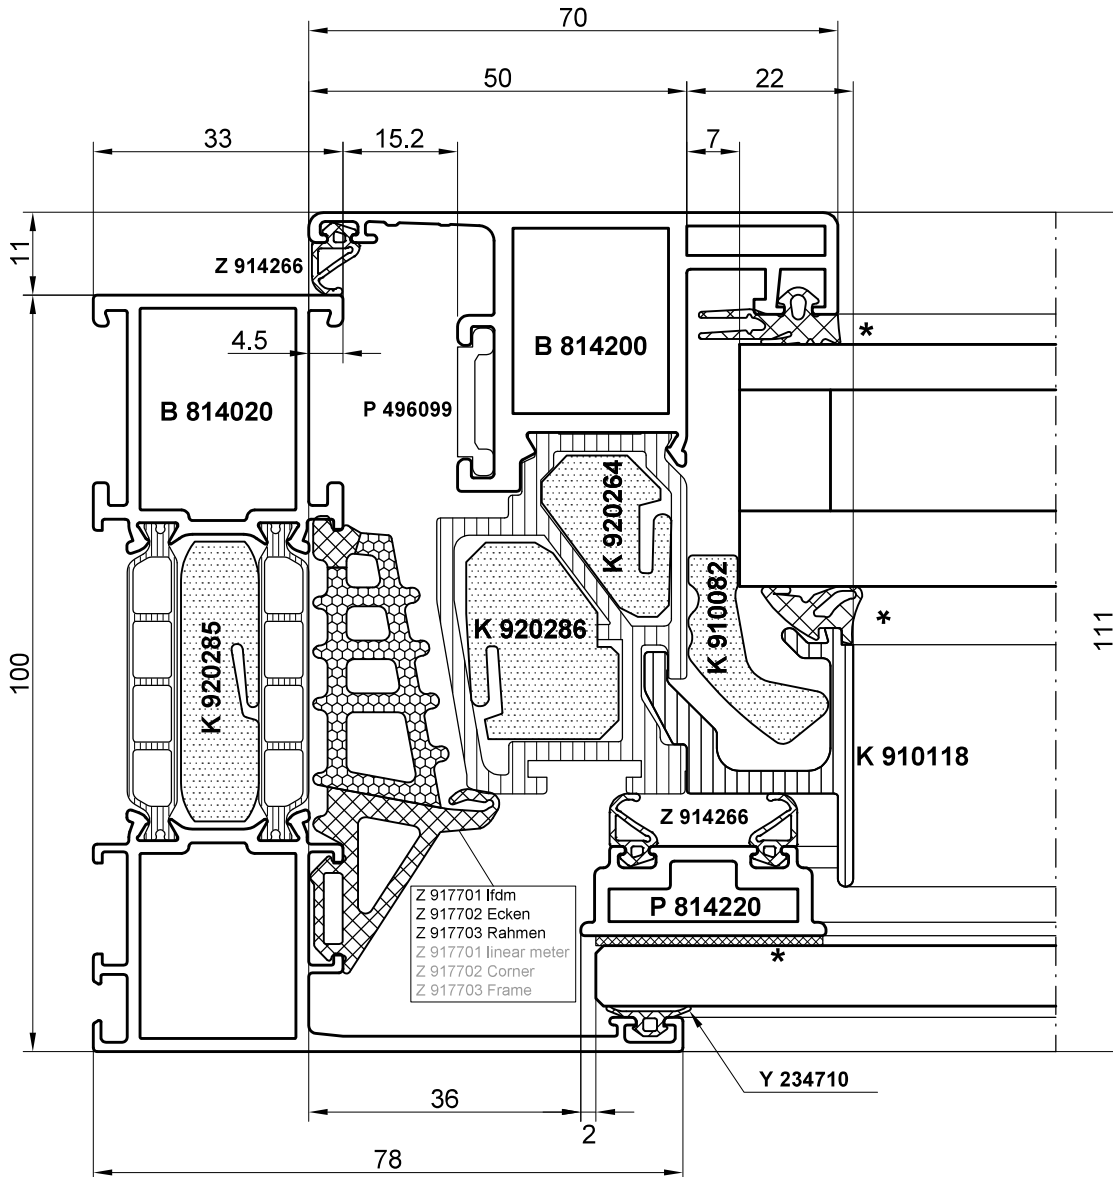 70
50
22
33
15.2
7
11
Z 914266
4.5
B 814200
*
B 814020
P 496099
K 920264
K 910082
*
K 920286
K 920285
100
111
K 910118
Z 914266
Z 917701 lfdm
Z 917702 Ecken
Z 917703 Rahmen
Z 917701 linear meter
Z 917702 Corner
Z 917703 Frame
P 814220
*
Y 234710
36
2
78